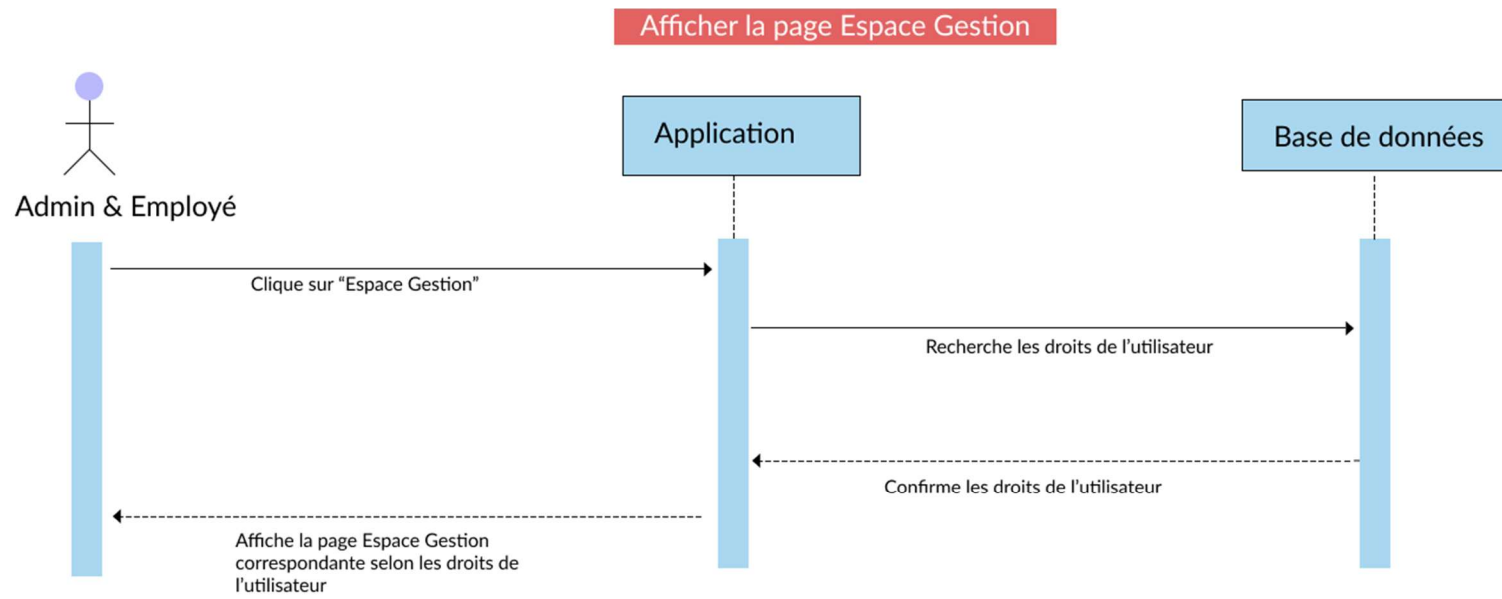 Afficher la page Espace Gestion
Application
Base de données
Admin & Employé
Clique sur “Espace Gestion”
Recherche les droits de l’utilisateur
Confirme les droits de l’utilisateur
Affiche la page Espace Gestion
correspondante selon les droits de
l’utilisateur